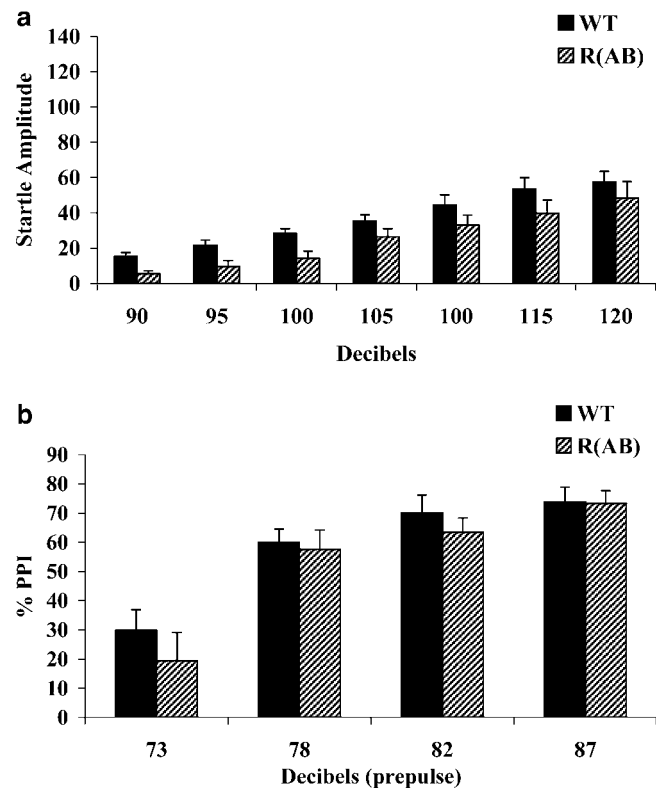 a
WT
R(AB)
Startle Amplitude
140
120
100
80
60
40
20
0
90 95 100 105 100 115 120
Decibels
b
WT
R(AB)
% PPI
90
80
70
60
50
40
30
20
10
0
73 78 82 87
Decibels (prepulse)